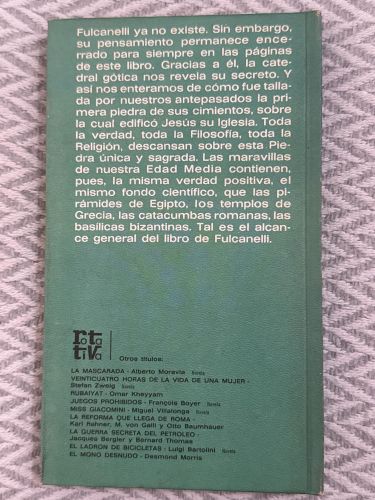 Fulcanelli ya no existe. Sin embargo,
su pensamiento permanece ence-
rrado para siempre en las páginas
de este libro. Gracias a él, la cate-
dral gótica nos revela su secreto. Y
así nos enteramos de cómo fue talla-
da por nuestros antepasados la pri-
mera piedra de sus cimientos, sobre
la cual edificó Jesús su Iglesia. Toda
la verdad, toda la Filosofía, toda la
Religión, descansan sobre esta Pie-
dra única y sagrada. Las maravillas
de nuestra Edad Media contienen,
pues, la misma verdad positiva, el
mismo fondo científico, que las pi-
rámides de Egipto, los templos de
Grecia, las catacumbas romanas, las
basílicas bizantinas. Tal es el alcan-
ce general del libro de Fulcanelli.
rota
tiva
Otros títulos:
LA MASCARADA - Alberto Moravia Novela
VEINTICUATRO HORAS DE LA VIDA DE UNA MUJER -
Stefan Zweig Novela
RUBAIYAT - Omar Kheyyam
JUEGOS PROHIBIDOS - François Boyer Novela
MISS GIACOMINI - Miguel Villalonga Novela
LA REFORMA QUE LLEGA DE ROMA -
Karl Rahner, M. von Galli y Otto Baumhauer
LA GUERRA SECRETA DEL PETROLEO -
Jacques Bergier y Bernard Thomas
EL LADRON DE BICICLETAS - Luigi Bartolini Novela
EL MONO DESNUDO - Desmond Morris